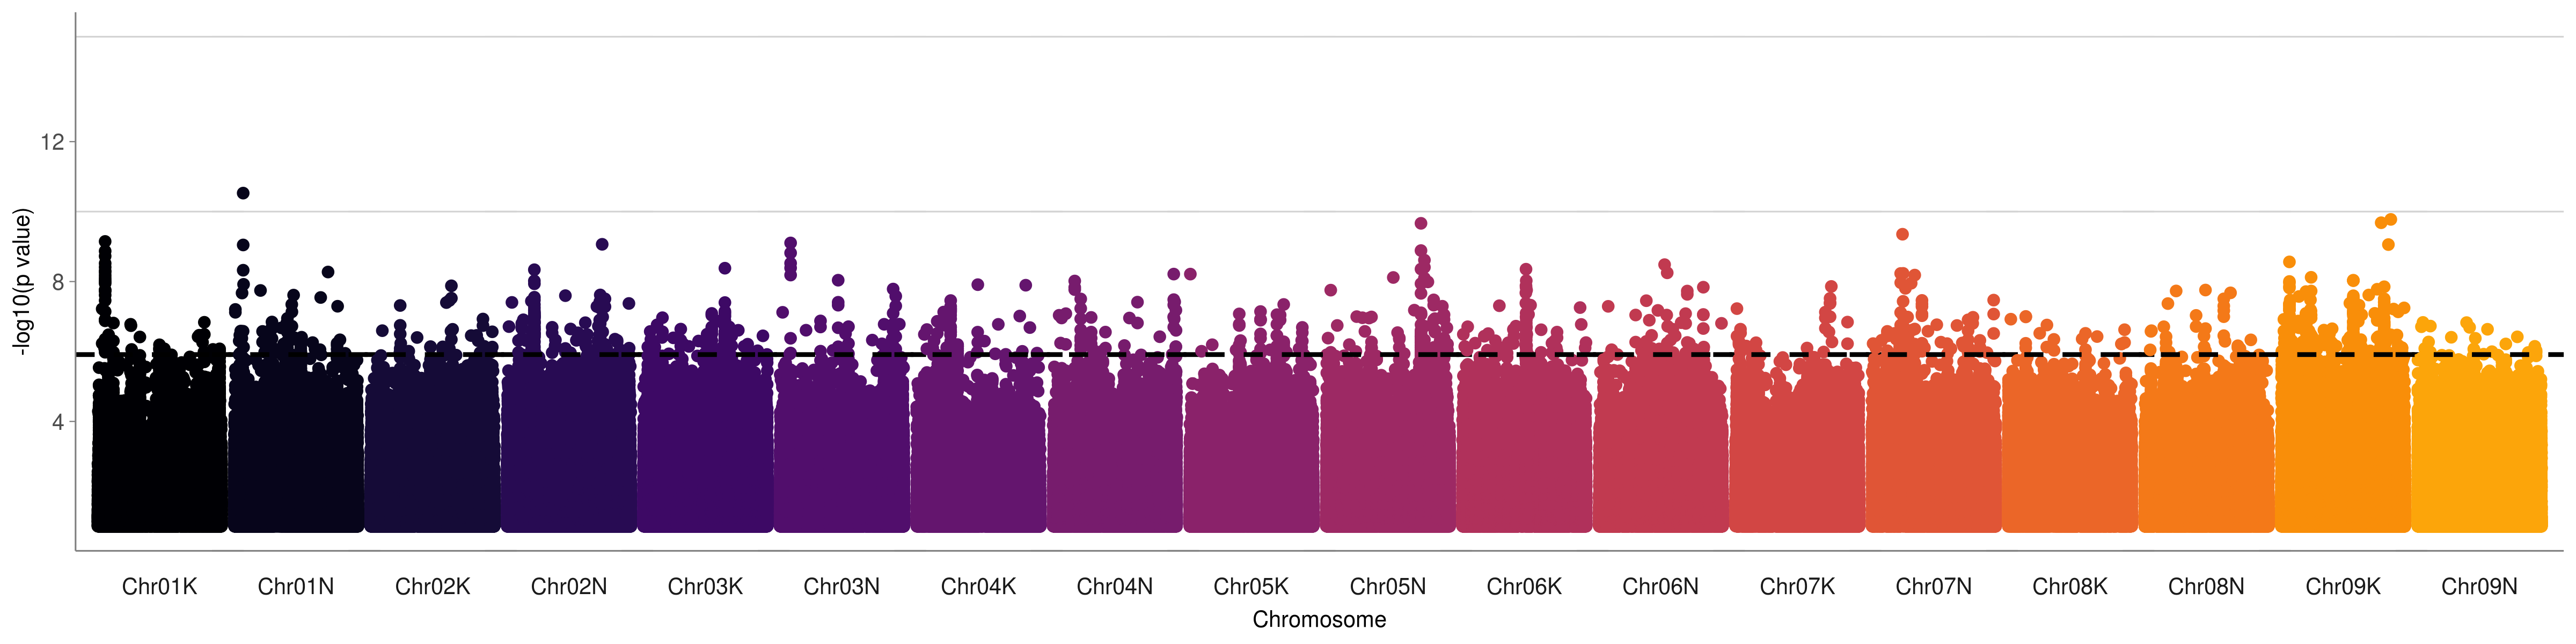 -log10(p value)
12
8
4
Chr01K Chr01N Chr02K Chr02N Chr03K Chr03N Chr04K Chr04N Chr05K Chr05N Chr06K Chr06N Chr07K Chr07N Chr08K Chr08N Chr09K Chr09N
Chromosome